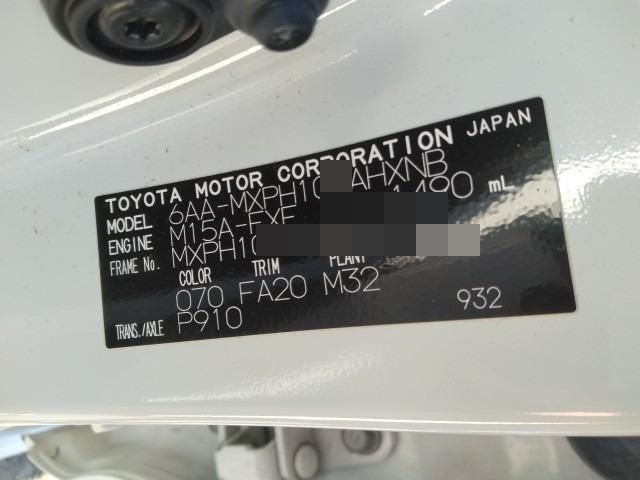 TOYOTA MOTOR CORPORATION JAPAN
MODEL 6AA-MXPH10 AHXNB
ENGINE M15A-FXE 1490 mL
FRAME No. MXPH10
COLOR TRIM PLANT
070 FA20 M32
TRANS./AXLE P910 932